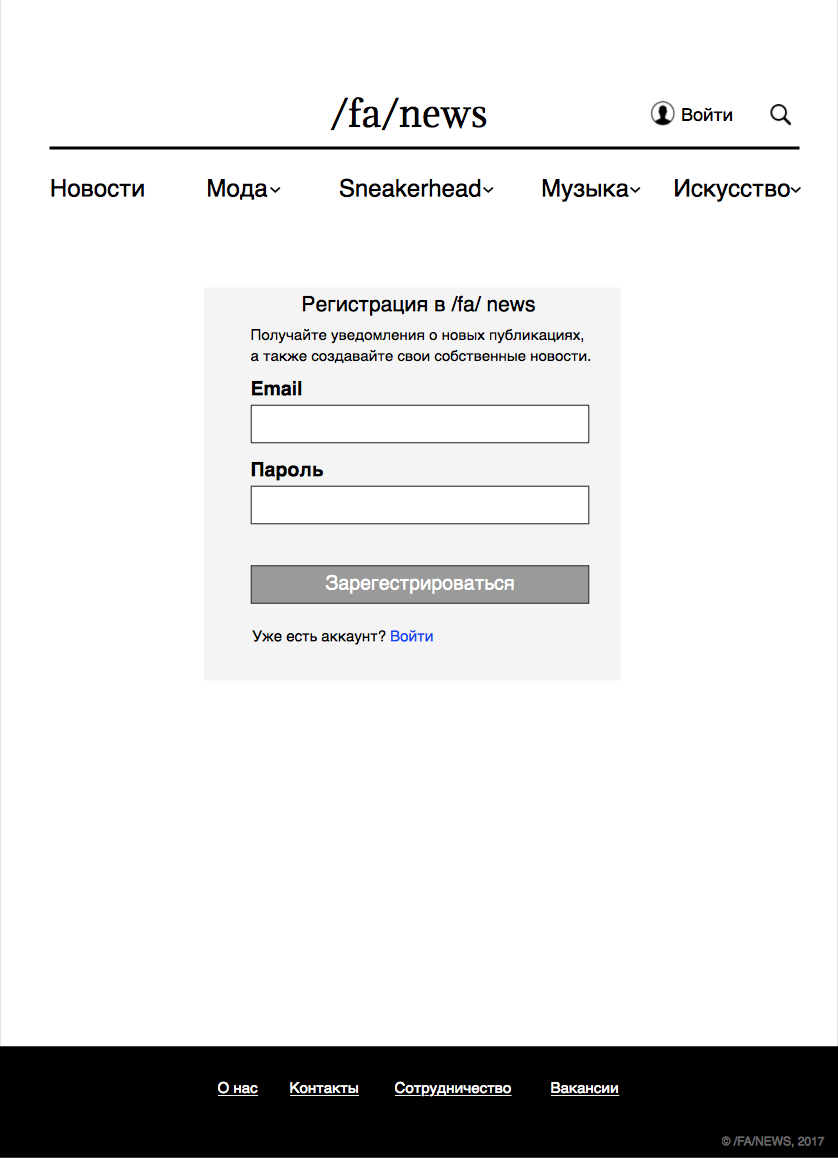 /fa/news
Войти
Новости Мода Sneakerhead Музыка Искусство
Регистрация в /fa/ news
Получайте уведомления о новых публикациях,
а также создавайте свои собственные новости.
Email
Пароль
Зарегестрироваться
Уже есть аккаунт? Войти
О нас Контакты Сотрудничество Вакансии
© /FA/NEWS, 2017